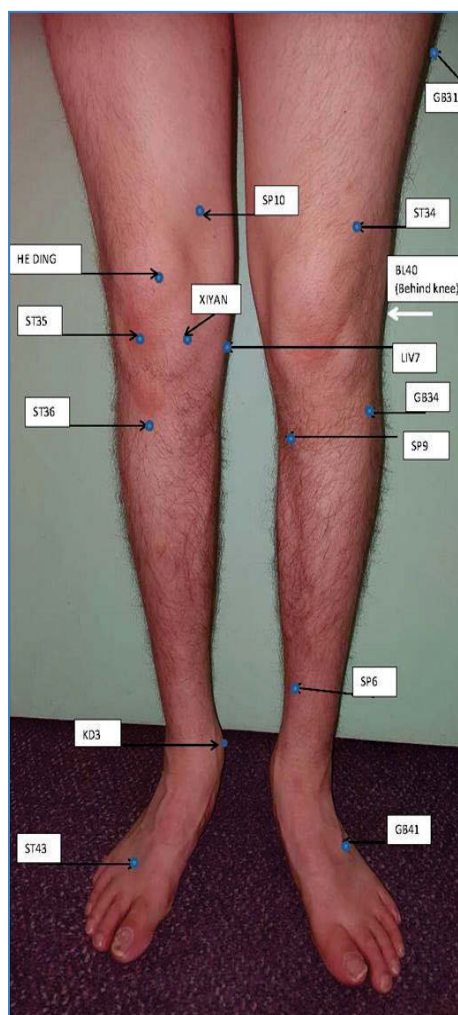 GB31
SP10
ST34
HE DING
BL40
(Behind knee)
XIYAN
ST35
LIV7
GB34
ST36
SP9
SP6
KD3
GB41
ST43